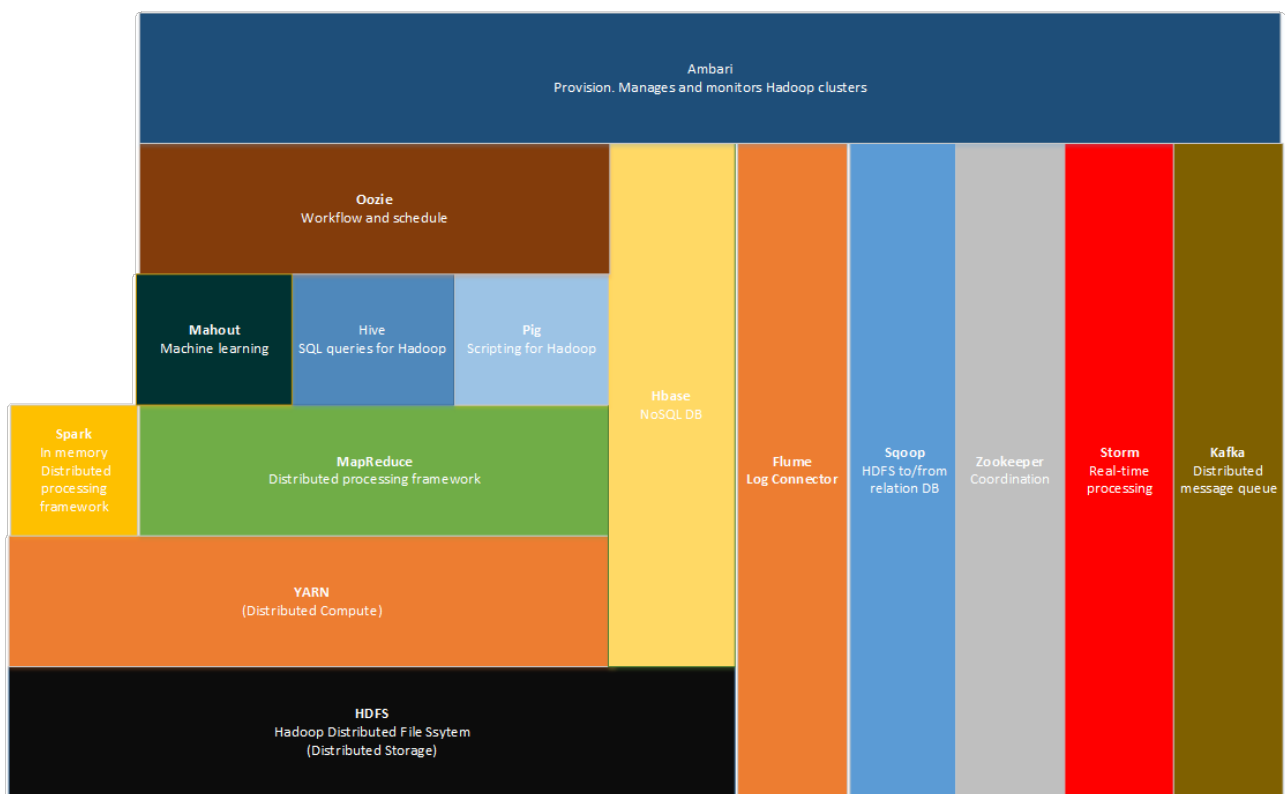 Ambari
Provision. Manages and monitors Hadoop clusters
Oozie
Workflow and schedule
Mahout
Machine learning
Hive
SQL queries for Hadoop
Pig
Scripting for Hadoop
Hbase
NoSQL DB
Spark
In memory
Distributed
processing
framework
MapReduce
Distributed processing framework
Flume
Log Connector
Sqoop
HDFS to/from
relation DB
Zookeeper
Coordination
Storm
Real-time
processing
Kafka
Distributed
message queue
YARN
(Distributed Compute)
HDFS
Hadoop Distributed File Ssytem
(Distributed Storage)